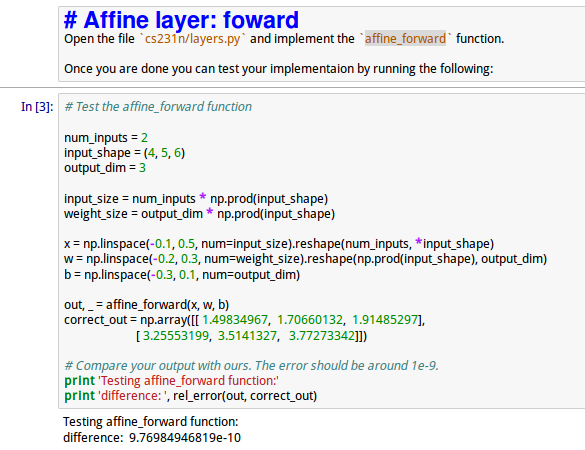 # Affine layer: foward
Open the file `cs231n/layers.py` and implement the `affine_forward` function.
Once you are done you can test your implementaion by running the following:
In [3]:
# Test the affine_forward function
num_inputs = 2
input_shape = (4, 5, 6)
output_dim = 3
input_size = num_inputs * np.prod(input_shape)
weight_size = output_dim * np.prod(input_shape)
x = np.linspace(-0.1, 0.5, num=input_size).reshape(num_inputs, *input_shape)
w = np.linspace(-0.2, 0.3, num=weight_size).reshape(np.prod(input_shape), output_dim)
b = np.linspace(-0.3, 0.1, num=output_dim)
out, _ = affine_forward(x, w, b)
correct_out = np.array([[ 1.49834967,  1.70660132,  1.91485297],
[ 3.25553199,  3.5141327,  3.77273342]])
# Compare your output with ours. The error should be around 1e-9.
print 'Testing affine_forward function:'
print 'difference: ', rel_error(out, correct_out)
Testing affine_forward function:
difference:  9.76984946819e-10